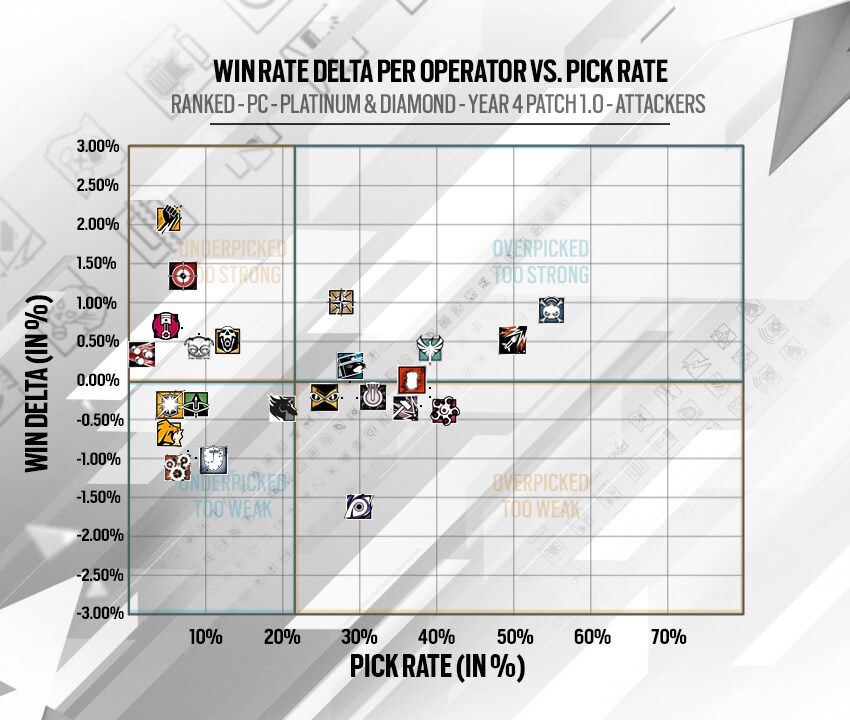 WIN RATE DELTA PER OPERATOR VS. PICK RATE
RANKED - PC - PLATINUM & DIAMOND - YEAR 4 PATCH 1.0 - ATTACKERS
WIN DELTA (IN %)
3.00%
2.50%
2.00%
1.50%
1.00%
0.50%
0.00%
-0.50%
-1.00%
-1.50%
-2.00%
-2.50%
-3.00%
UNDERPICKED
TOO STRONG
OVERPICKED
TOO STRONG
UNDERPICKED
TOO WEAK
OVERPICKED
TOO WEAK
10%
20%
30%
40%
50%
60%
70%
PICK RATE (IN %)